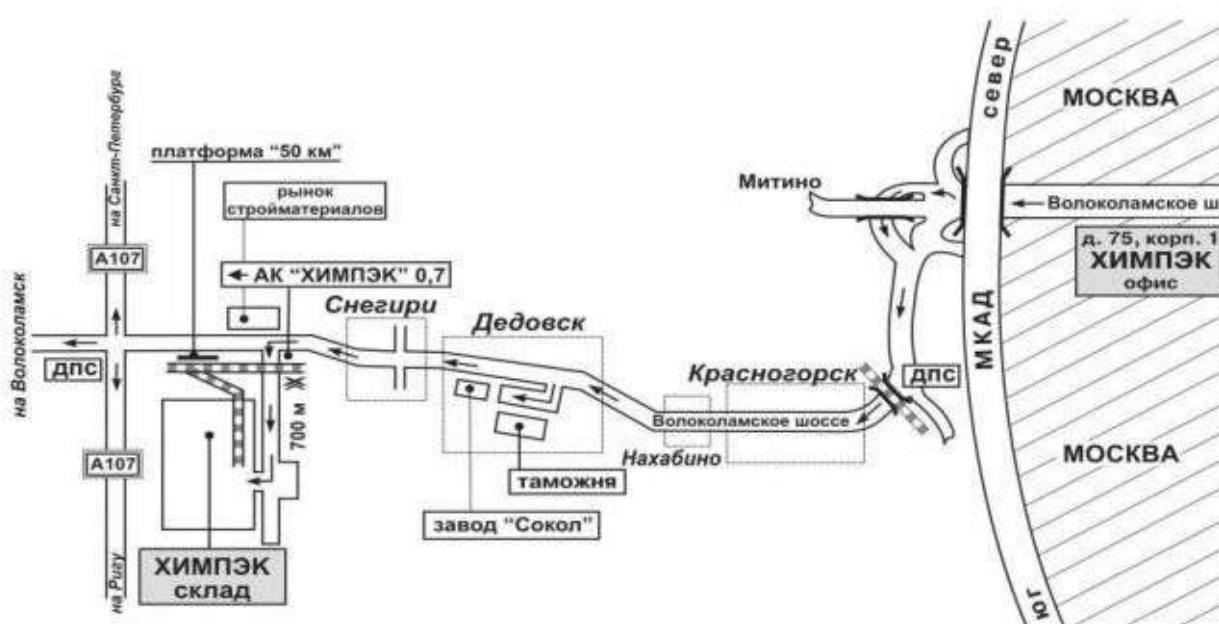 север
МОСКВА
на Санкт-Петербург
платформа "50 км"
рынок
стройматериалов
Митино
Волоколамское ш
д. 75, корп. 1
ХИМПЭК
офис
А107
АК "ХИМПЭК" 0,7
Снегири
Дедовск
МКАД
на Волоколамск
ДПС
Красногорск
ДПС
700 м
Волоколамское шоссе
Нахабино
МОСКВА
А107
таможня
завод "Сокол"
ХИМПЭК
склад
на Ригу
юг